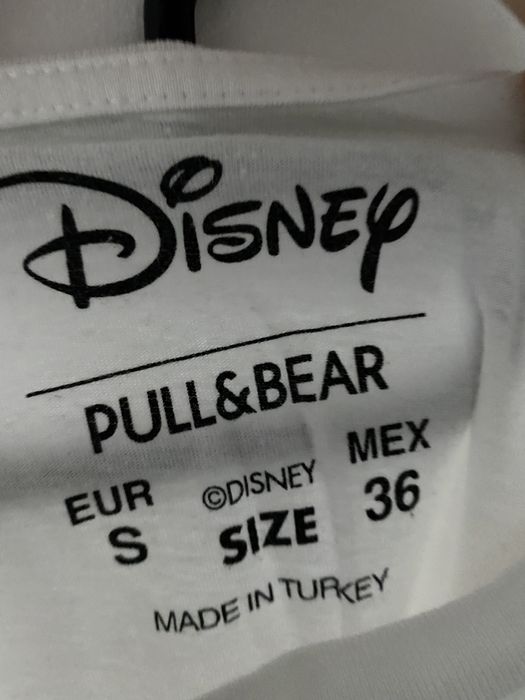 DISNEY
PULL&BEAR
EUR ©DISNEY MEX
S SIZE 36
MADE IN TURKEY